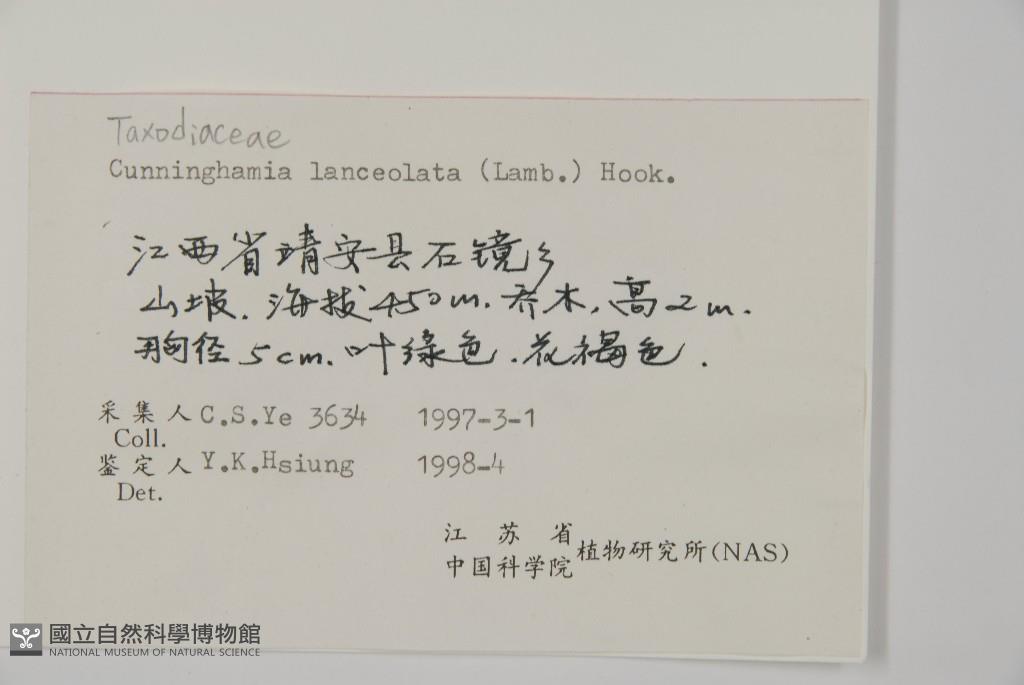 Taxodiaceae
Cunninghamia lanceolata (Lamb.) Hook.
江西省靖安县石镜乡
山坡.海拔450m.乔木,高2m.
胸径5cm.叶绿色.花褐色.
采集人 C.S.Ye 3634 1997-3-1
Coll.
鉴定人 Y.K.Hsiung 1998-4
Det.
江苏省
中国科学院 植物研究所(NAS)
國立自然科學博物館
NATIONAL MUSEUM OF NATURAL SCIENCE